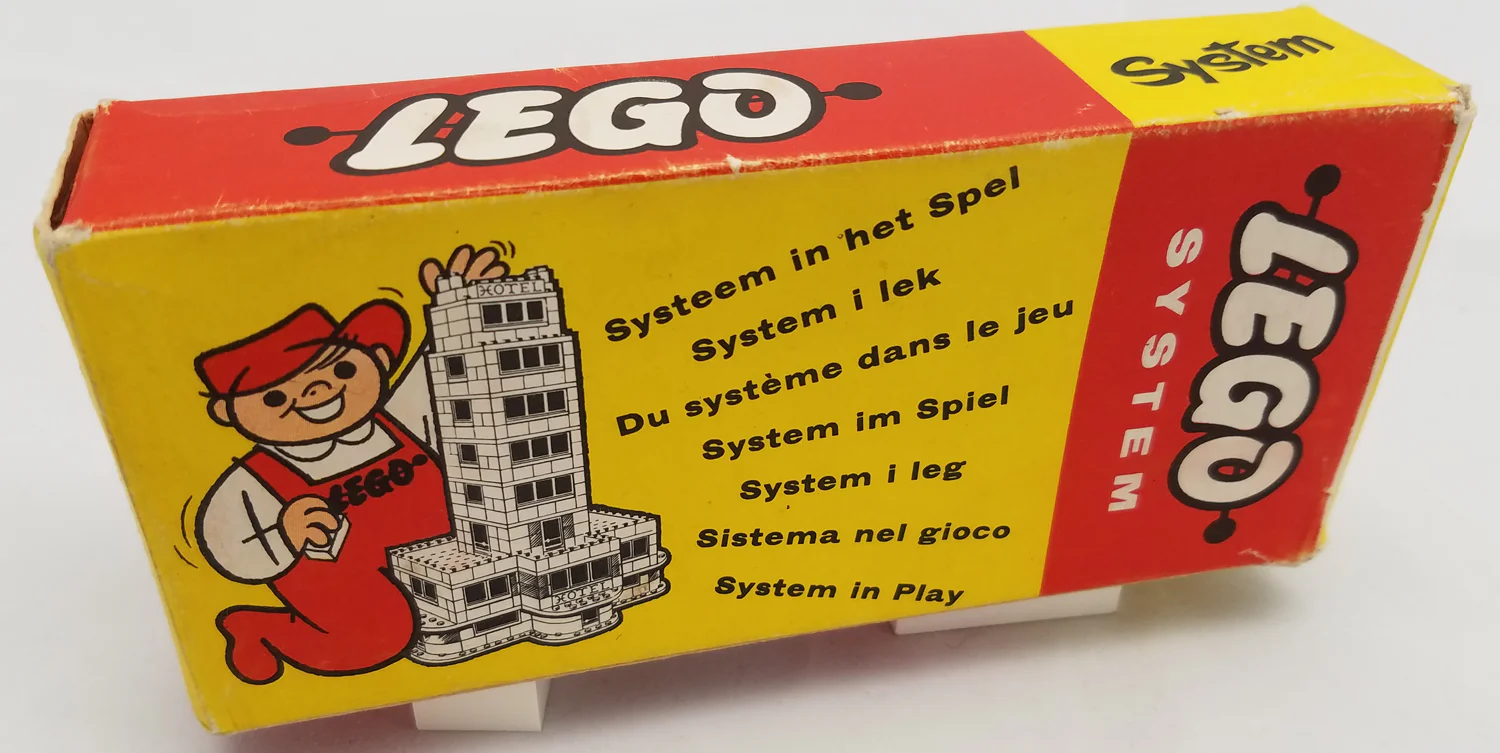 LEGO
System
Systeem in het Spel
System i lek
Du système dans le jeu
System im Spiel
System i leg
Sistema nel gioco
System in Play
LEGO
SYSTEM
LEGO
HOTEL
HOTEL